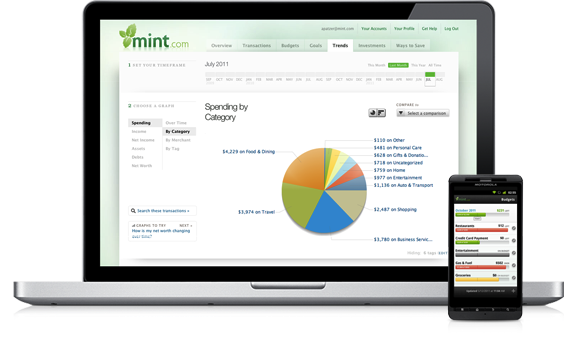 mint.com
apatzer@mint.com Your Accounts Your Profile Get Help Log Out
Overview Transactions Budgets Goals Trends Investments Ways to Save
1 SET YOUR TIMEFRAME
July 2011
This Month Last Month This Year All Time
2 CHOOSE A GRAPH
Spending
Income
Net Income
Assets
Debts
Net Worth
Over Time
By Category
By Merchant
By Tag
Spending by
Category
COMPARE TO
Select a comparison
$110 on Other
$481 on Personal Care
$628 on Gifts & Donatio...
$718 on Uncategorized
$759 on Home
$977 on Entertainment
$1,136 on Auto & Transport
$2,487 on Shopping
$3,780 on Business Servic...
$3,974 on Travel
$4,229 on Food & Dining
Search these transactions »
GRAPHS TO TRY NEXT »
How is my net worth changing
over time?
EDIT
MOTOROLA
Budgets
October 2011
Restaurants
Credit Card Payment
Entertainment
Gas & Fuel
Groceries